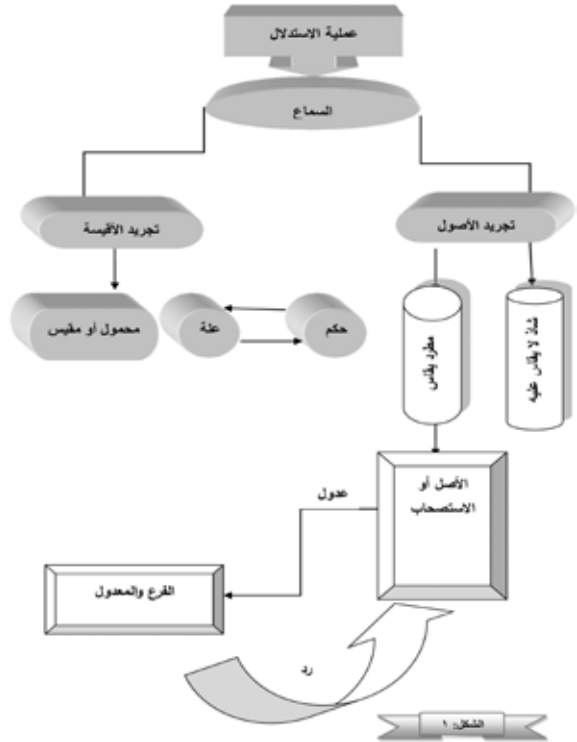 عملية الاستدلال
السماع
تجريد الأصول
تجريد الأقيسة
شاذ لا يقاس عليه
مطرد يقاس
حكم
علة
محمول أو مقيس
الأصل أو
الاستصحاب
عدول
الفرع والمعدول
رد
الشكل: ١